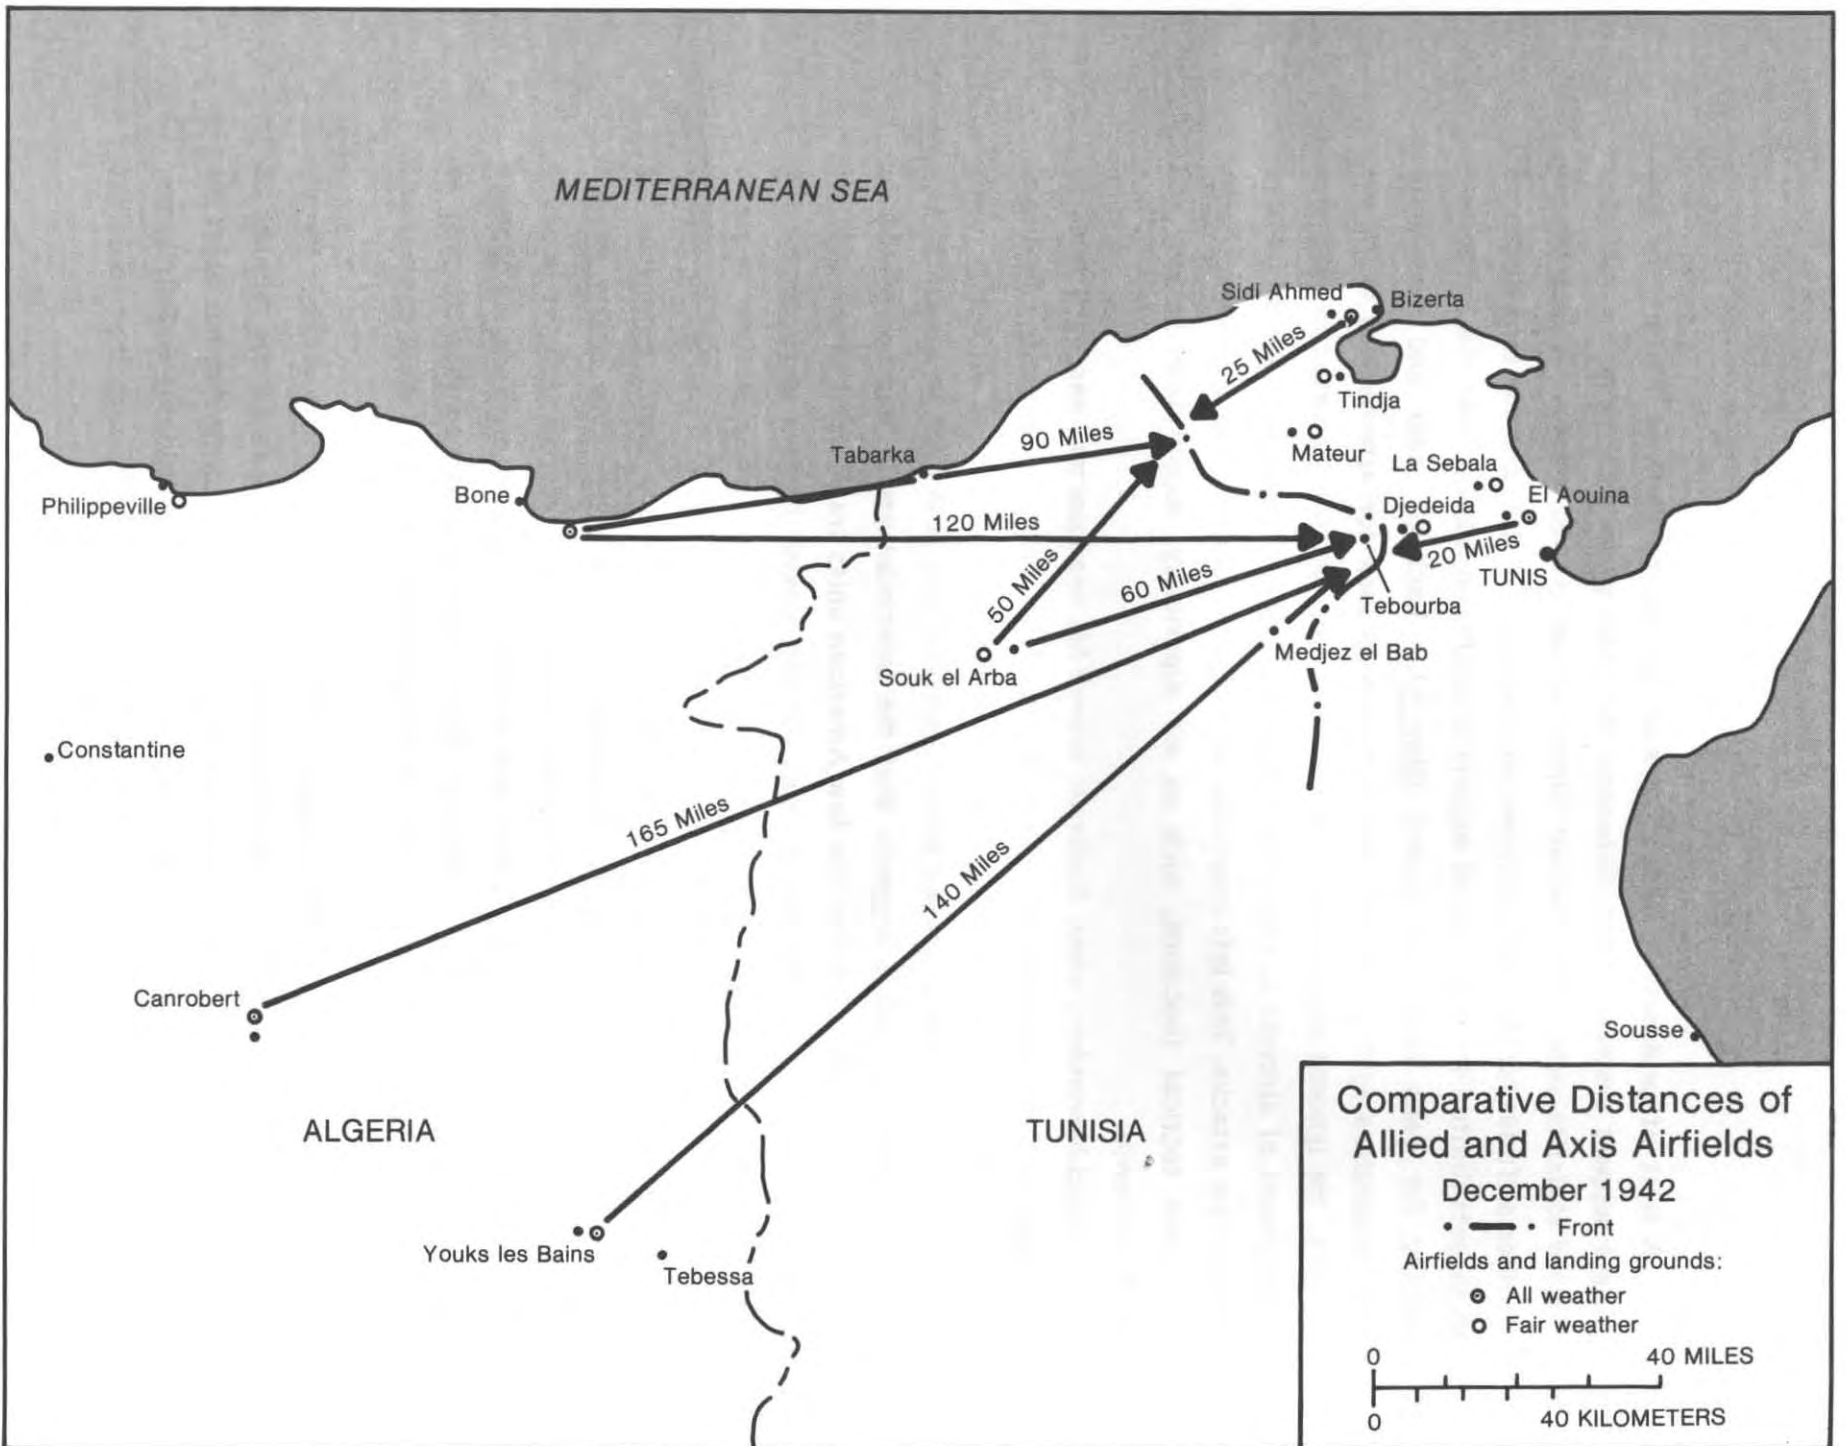 MEDITERRANEAN SEA
Sidi Ahmed
Bizerta
25 Miles
Tindja
90 Miles
Tabarka
Mateur
La Sebala
Philippeville
Bone
El Aouina
Djedeida
120 Miles
20 Miles
50 Miles
60 Miles
TUNIS
Tebourba
Medjez el Bab
Souk el Arba
Constantine
165 Miles
140 Miles
Canrobert
Sousse
ALGERIA
TUNISIA
Youks les Bains
Tebessa
Comparative Distances of
Allied and Axis Airfields
December 1942
Front
Airfields and landing grounds:
All weather
Fair weather
0 40 MILES
0 40 KILOMETERS